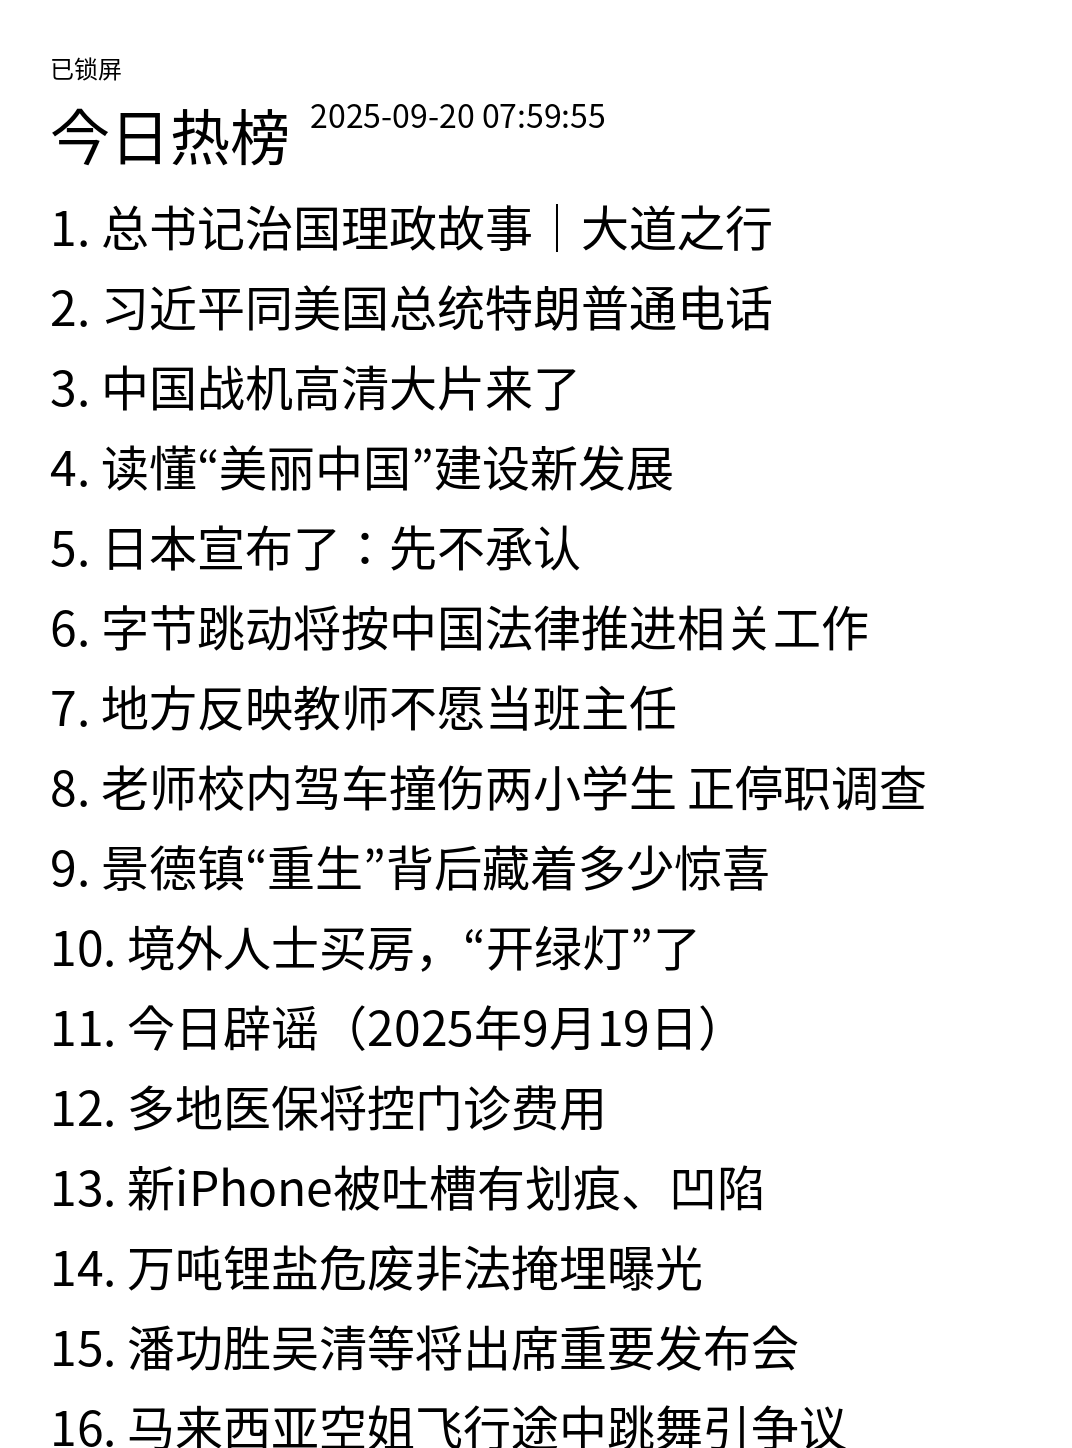 已锁屏
今日热榜 2025-09-20 07:59:55
1. 总书记治国理政故事｜大道之行
2. 习近平同美国总统特朗普通电话
3. 中国战机高清大片来了
4. 读懂“美丽中国”建设新发展
5. 日本宣布了：先不承认
6. 字节跳动将按中国法律推进相关工作
7. 地方反映教师不愿当班主任
8. 老师校内驾车撞伤两小学生 正停职调查
9. 景德镇“重生”背后藏着多少惊喜
10. 境外人士买房，“开绿灯”了
11. 今日辟谣（2025年9月19日）
12. 多地医保将控门诊费用
13. 新iPhone被吐槽有划痕、凹陷
14. 万吨锂盐危废非法掩埋曝光
15. 潘功胜吴清等将出席重要发布会
16. 马来西亚空姐飞行途中跳舞引争议